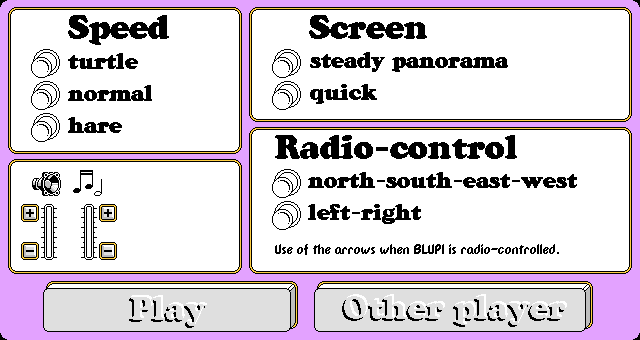 Speed
turtle
normal
hare
Screen
steady panorama
quick
Radio-control
north-south-east-west
left-right
Use of the arrows when BLUPI is radio-controlled.
+ +
- -
Play
Other player